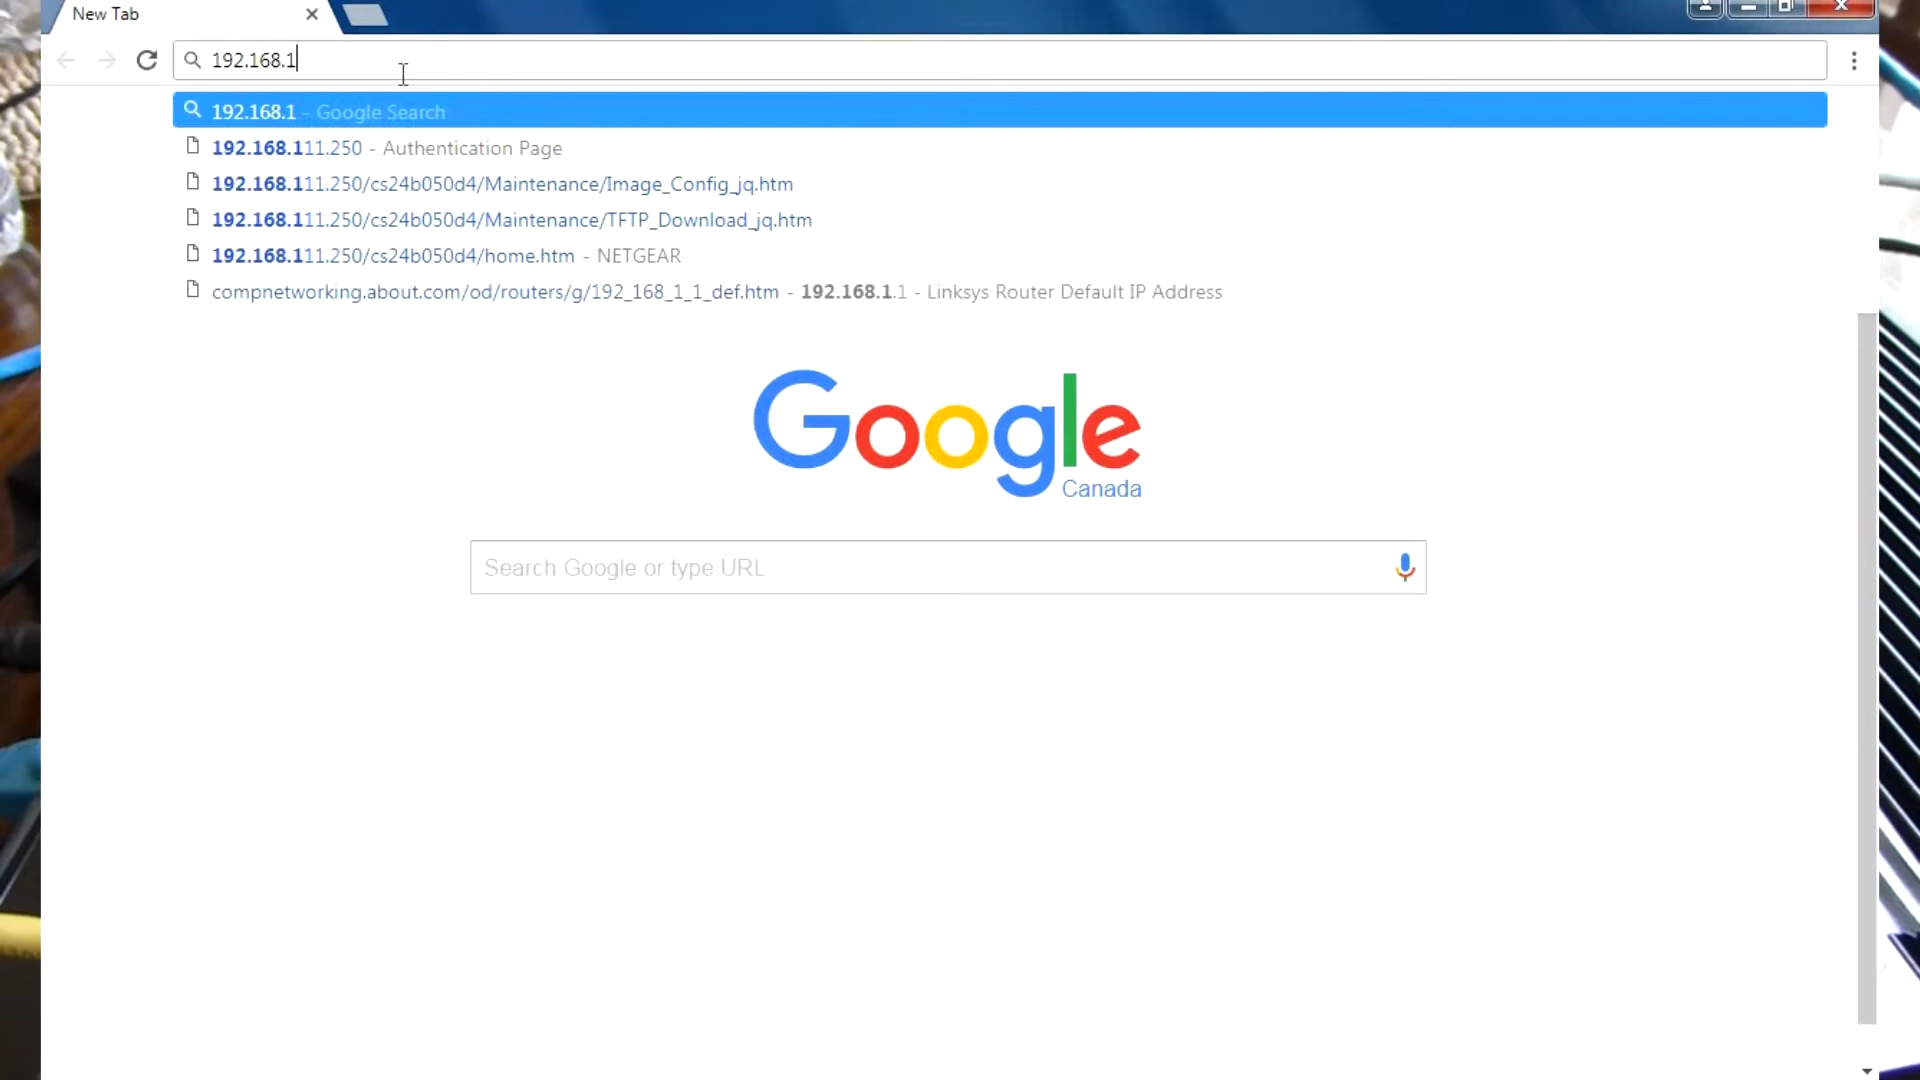 New Tab
192.168.1
192.168.1 - Google Search
192.168.111.250 - Authentication Page
192.168.111.250/cs24b050d4/Maintenance/Image_Config_jq.htm
192.168.111.250/cs24b050d4/Maintenance/TFTP_Download_jq.htm
192.168.111.250/cs24b050d4/home.htm - NETGEAR
compnetworking.about.com/od/routers/g/192_168_1_1_def.htm - 192.168.1.1 - Linksys Router Default IP Address
Google
Canada
Search Google or type URL